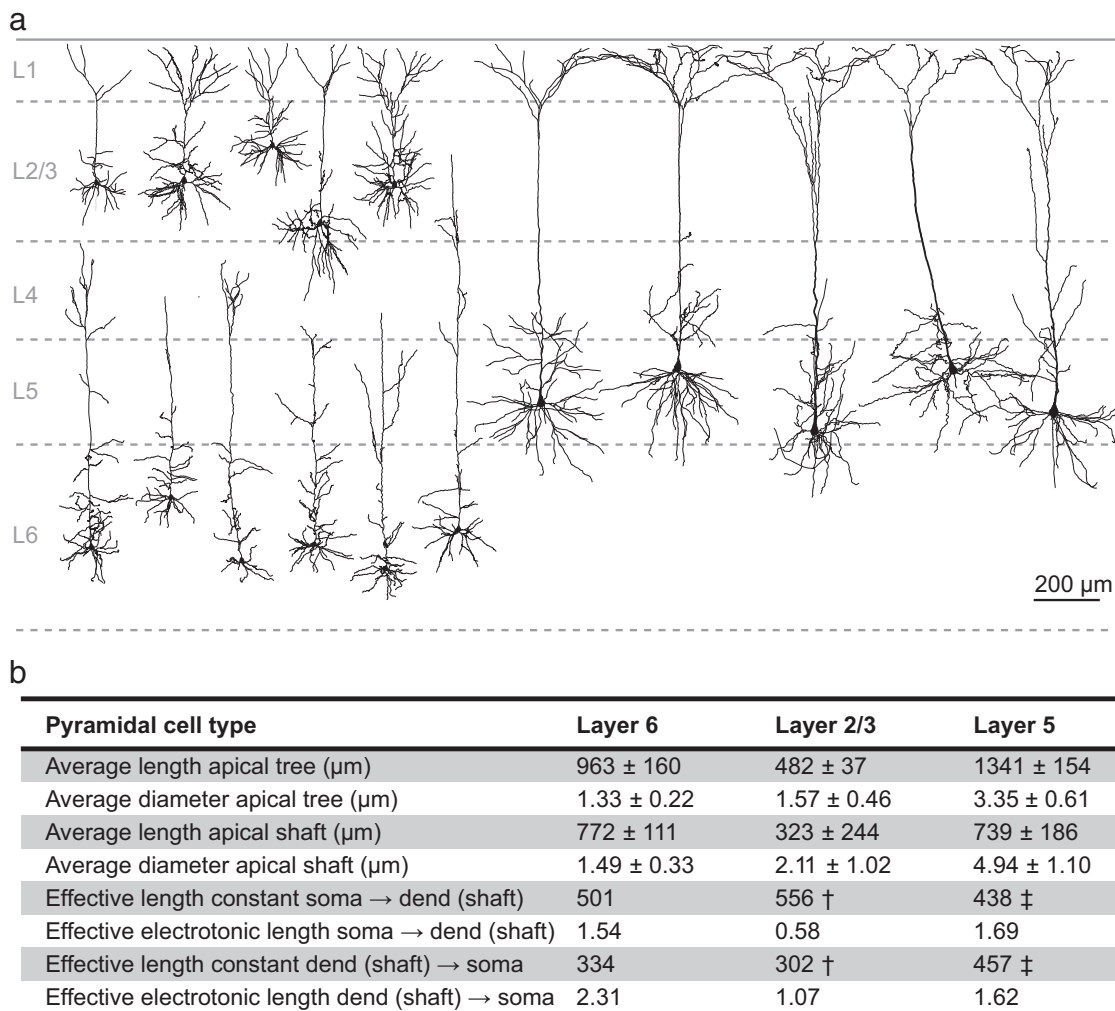 a
L1
L2/3
L4
L5
L6
200 µm
b
Pyramidal cell type Layer 6 Layer 2/3 Layer 5
Average length apical tree (µm) 963 ± 160 482 ± 37 1341 ± 154
Average diameter apical tree (µm) 1.33 ± 0.22 1.57 ± 0.46 3.35 ± 0.61
Average length apical shaft (µm) 772 ± 111 323 ± 244 739 ± 186
Average diameter apical shaft (µm) 1.49 ± 0.33 2.11 ± 1.02 4.94 ± 1.10
Effective length constant soma → dend (shaft) 501 556 † 438 ‡
Effective electrotonic length soma → dend (shaft) 1.54 0.58 1.69
Effective length constant dend (shaft) → soma 334 302 † 457 ‡
Effective electrotonic length dend (shaft) → soma 2.31 1.07 1.62